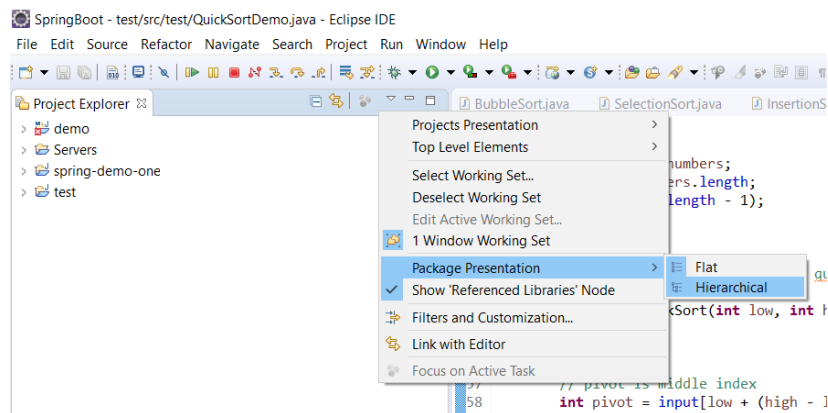 SpringBoot - test/src/test/QuickSortDemo.java - Eclipse IDE
File Edit Source Refactor Navigate Search Project Run Window Help
Project Explorer
BubbleSort.java SelectionSort.java InsertionS
demo
Servers
spring-demo-one
test
Projects Presentation
Top Level Elements
Select Working Set...
Deselect Working Set
Edit Active Working Set...
1 Window Working Set
Package Presentation
Show 'Referenced Libraries' Node
Filters and Customization...
Link with Editor
Focus on Active Task
Flat
Hierarchical
numbers;
ers.length;
length - 1);
qu
kSort(int low, int h
57 // pivot is middle index
58 int pivot = input[low + (high - l